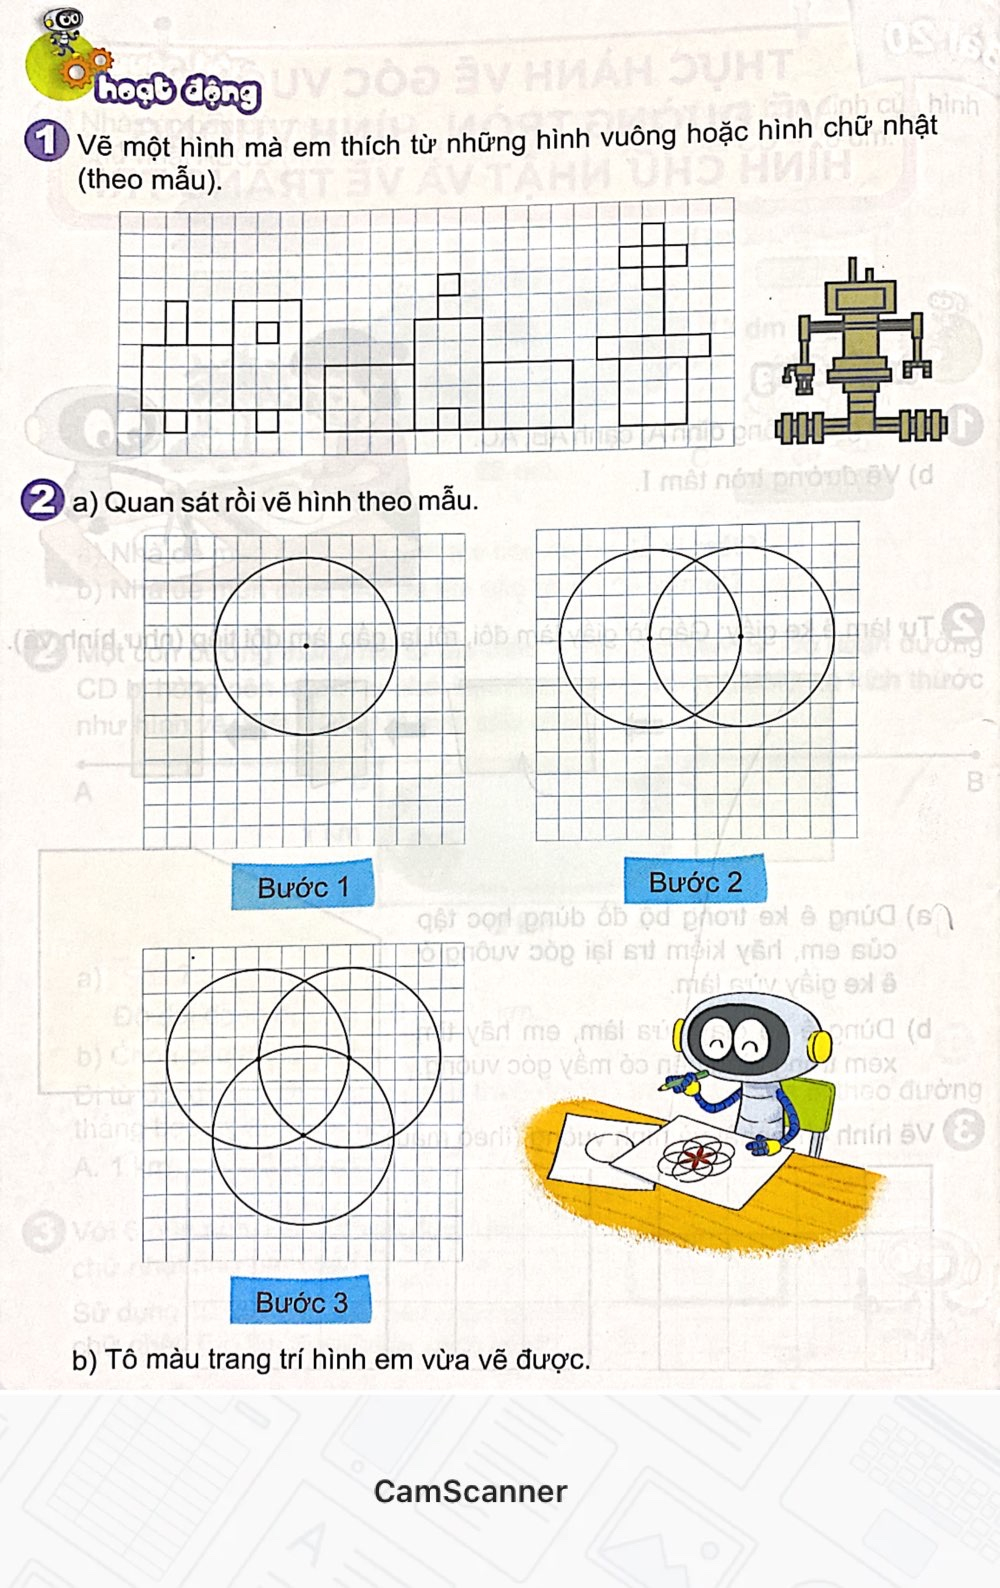 hoạt động
1 Vẽ một hình mà em thích từ những hình vuông hoặc hình chữ nhật
(theo mẫu).
2 a) Quan sát rồi vẽ hình theo mẫu.
Bước 1
Bước 2
Bước 3
b) Tô màu trang trí hình em vừa vẽ được.
CamScanner